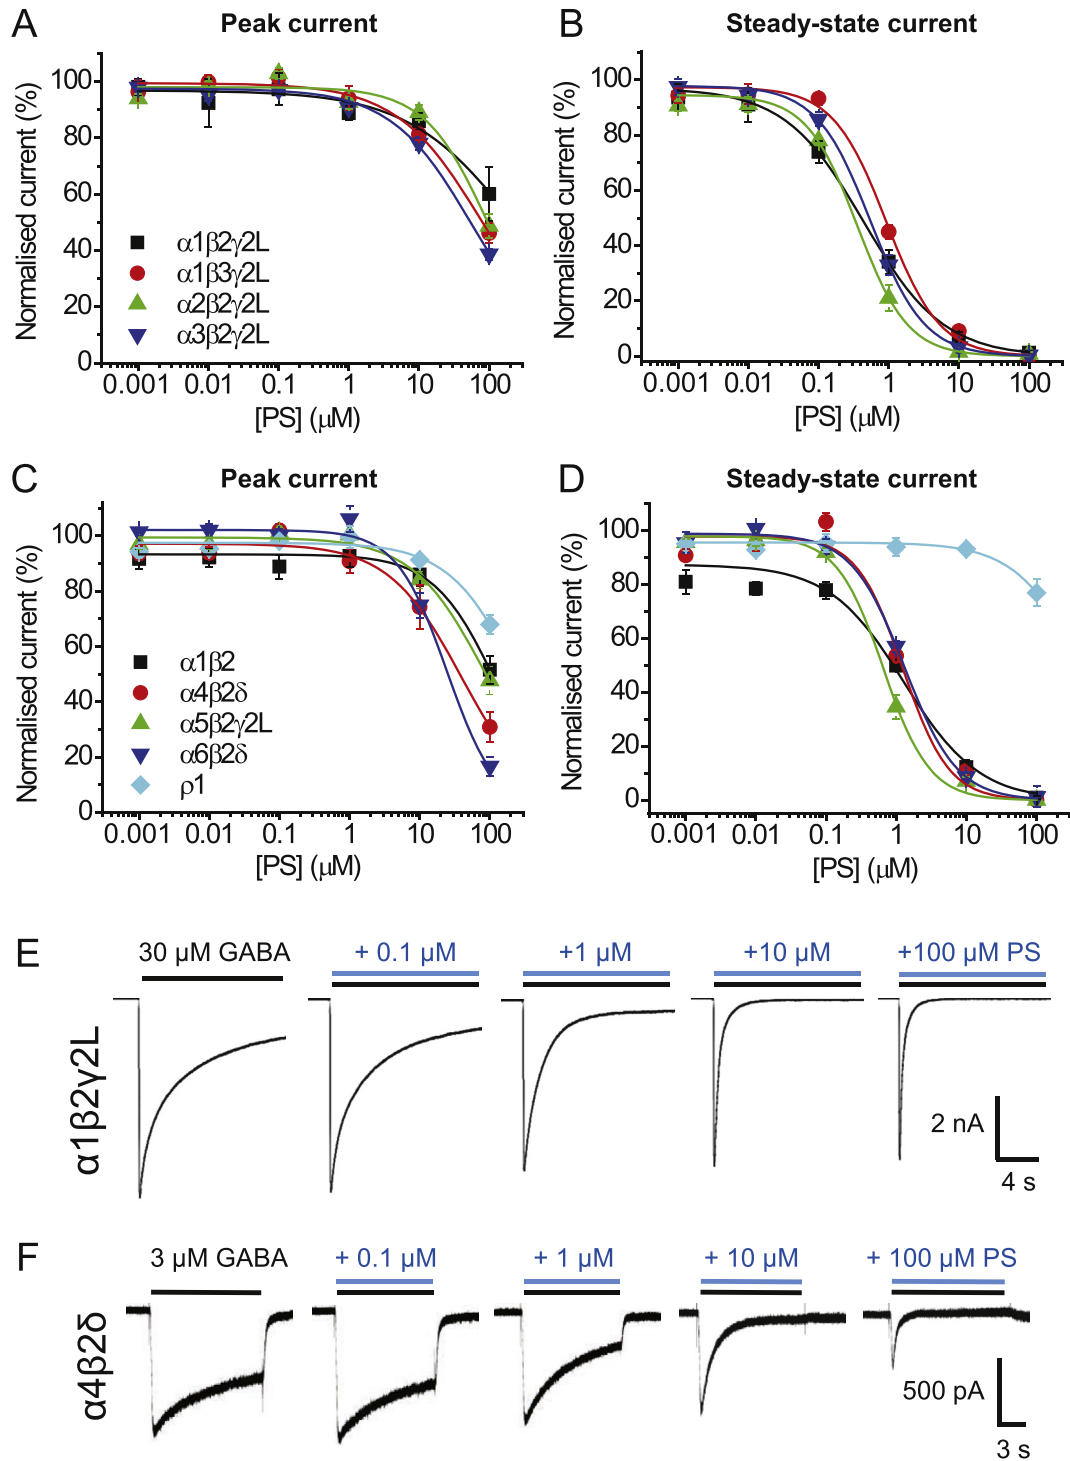 A
Peak current
Normalised current (%)
100
80
60
40
20
0
α1β2γ2L
α1β3γ2L
α2β2γ2L
α3β2γ2L
0.001 0.01 0.1 1 10 100
[PS] (μM)
B
Steady-state current
Normalised current (%)
100
80
60
40
20
0
0.001 0.01 0.1 1 10 100
[PS] (μM)
C
Peak current
Normalised current (%)
100
80
60
40
20
0
α1β2
α4β2δ
α5β2γ2L
α6β2δ
ρ1
0.001 0.01 0.1 1 10 100
[PS] (μM)
D
Steady-state current
Normalised current (%)
100
80
60
40
20
0
0.001 0.01 0.1 1 10 100
[PS] (μM)
E
α1β2γ2L
30 μM GABA
+ 0.1 μM
+1 μM
+10 μM
+100 μM PS
2 nA
4 s
F
α4β2δ
3 μM GABA
+ 0.1 μM
+ 1 μM
+ 10 μM
+ 100 μM PS
500 pA
3 s